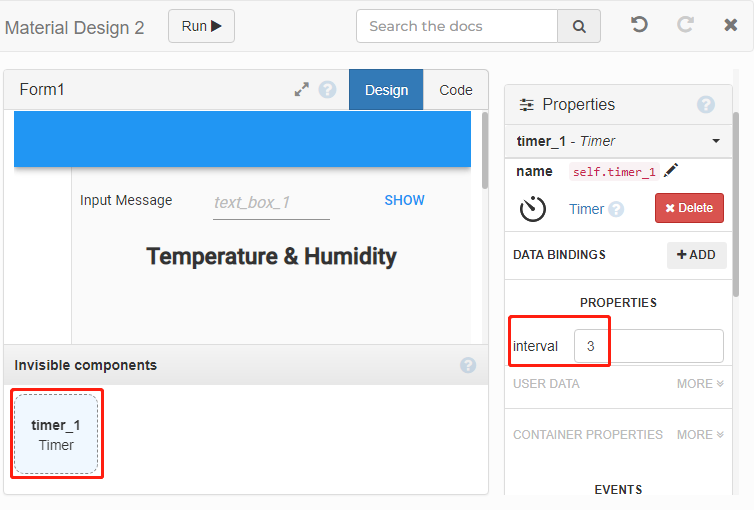 Material Design 2
Run
Search the docs
Form1
Design
Code
Input Message
text_box_1
SHOW
Temperature & Humidity
Invisible components
timer_1
Timer
Properties
timer_1 - Timer
name
self.timer_1
Timer
Delete
DATA BINDINGS
ADD
PROPERTIES
interval
3
USER DATA
MORE
CONTAINER PROPERTIES
MORE
EVENTS